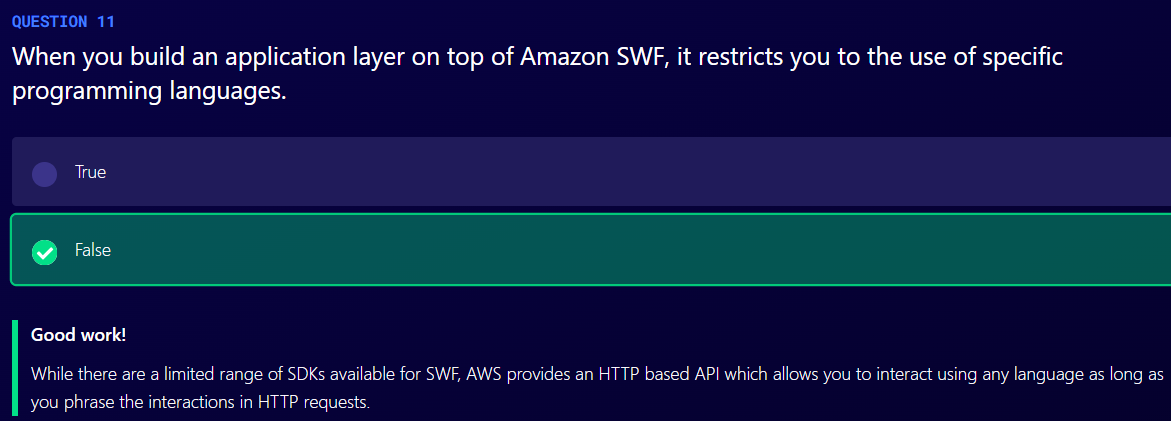 QUESTION 11
When you build an application layer on top of Amazon SWF, it restricts you to the use of specific
programming languages.
True
False
Good work!
While there are a limited range of SDKs available for SWF, AWS provides an HTTP based API which allows you to interact using any language as long as
you phrase the interactions in HTTP requests.